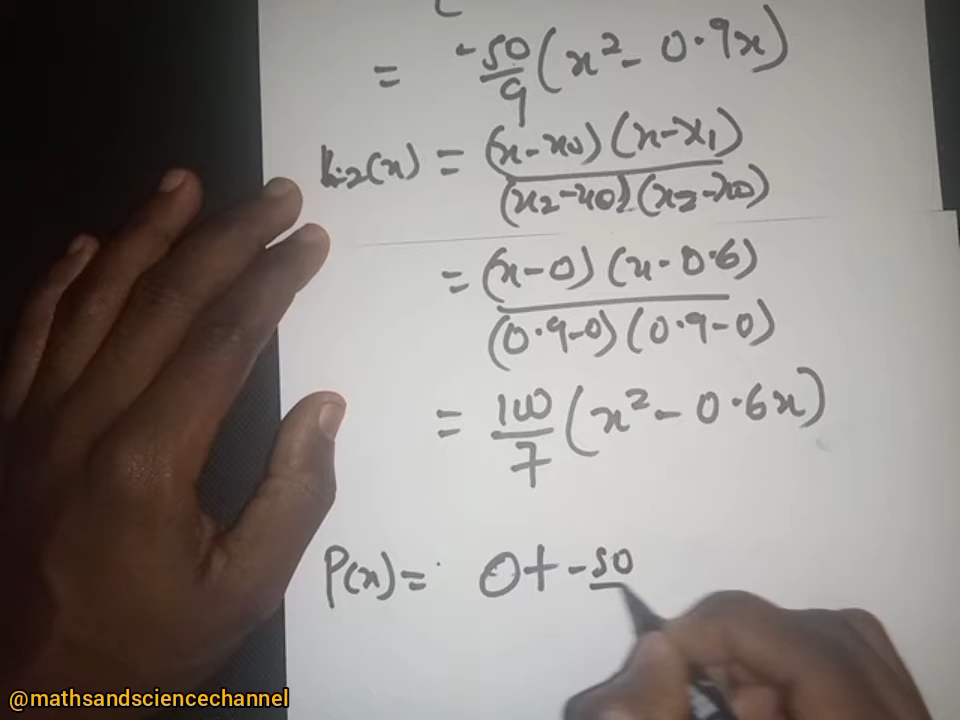 = -50/9 (x² - 0.9x)
L2(x) = (x-x0)(x-x1) / (x2-x0)(x2-x0)
= (x-0)(x-0.6) / (0.9-0)(0.9-0)
= 100/7 (x² - 0.6x)
P(x) = 0 + -50
@mathsandsciencechannel